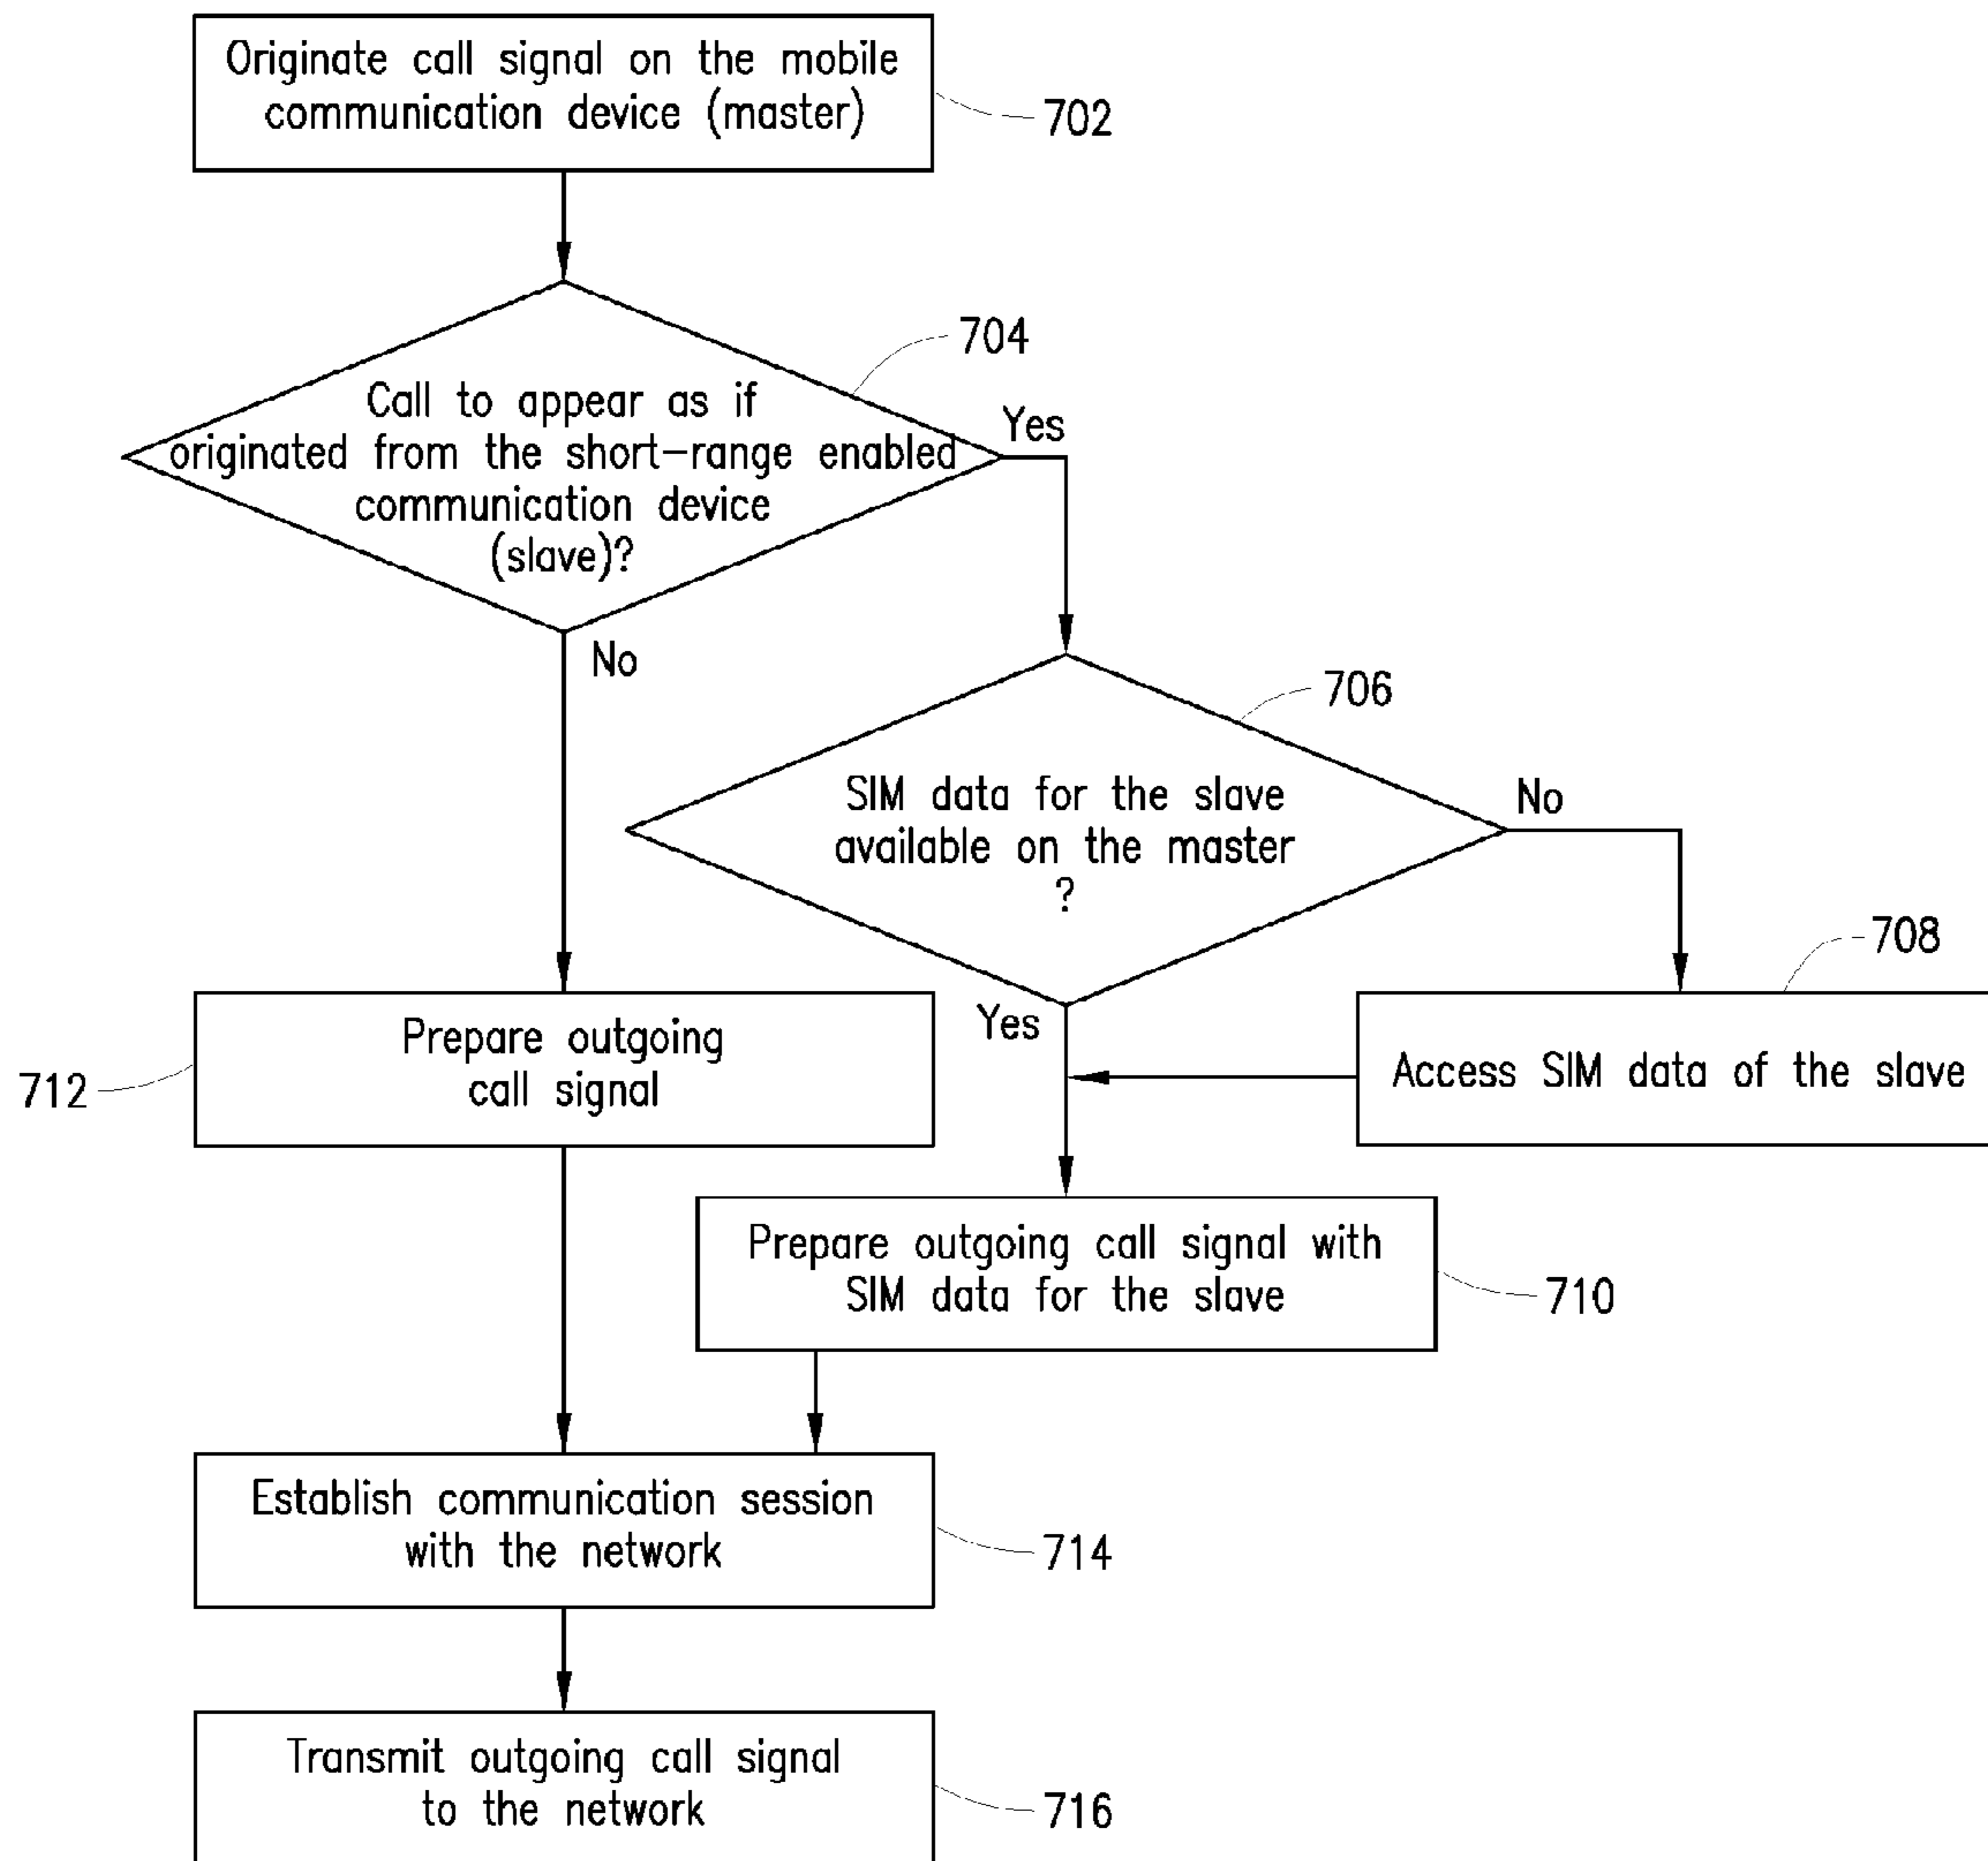 Originate call signal on the mobile
communication device (master)
702
704
Call to appear as if
originated from the short-range enabled
communication device
(slave)?
Yes
No
706
SIM data for the slave
available on the master
?
No
Yes
708
Access SIM data of the slave
712
Prepare outgoing
call signal
Prepare outgoing call signal with
SIM data for the slave
710
Establish communication session
with the network
714
Transmit outgoing call signal
to the network
716